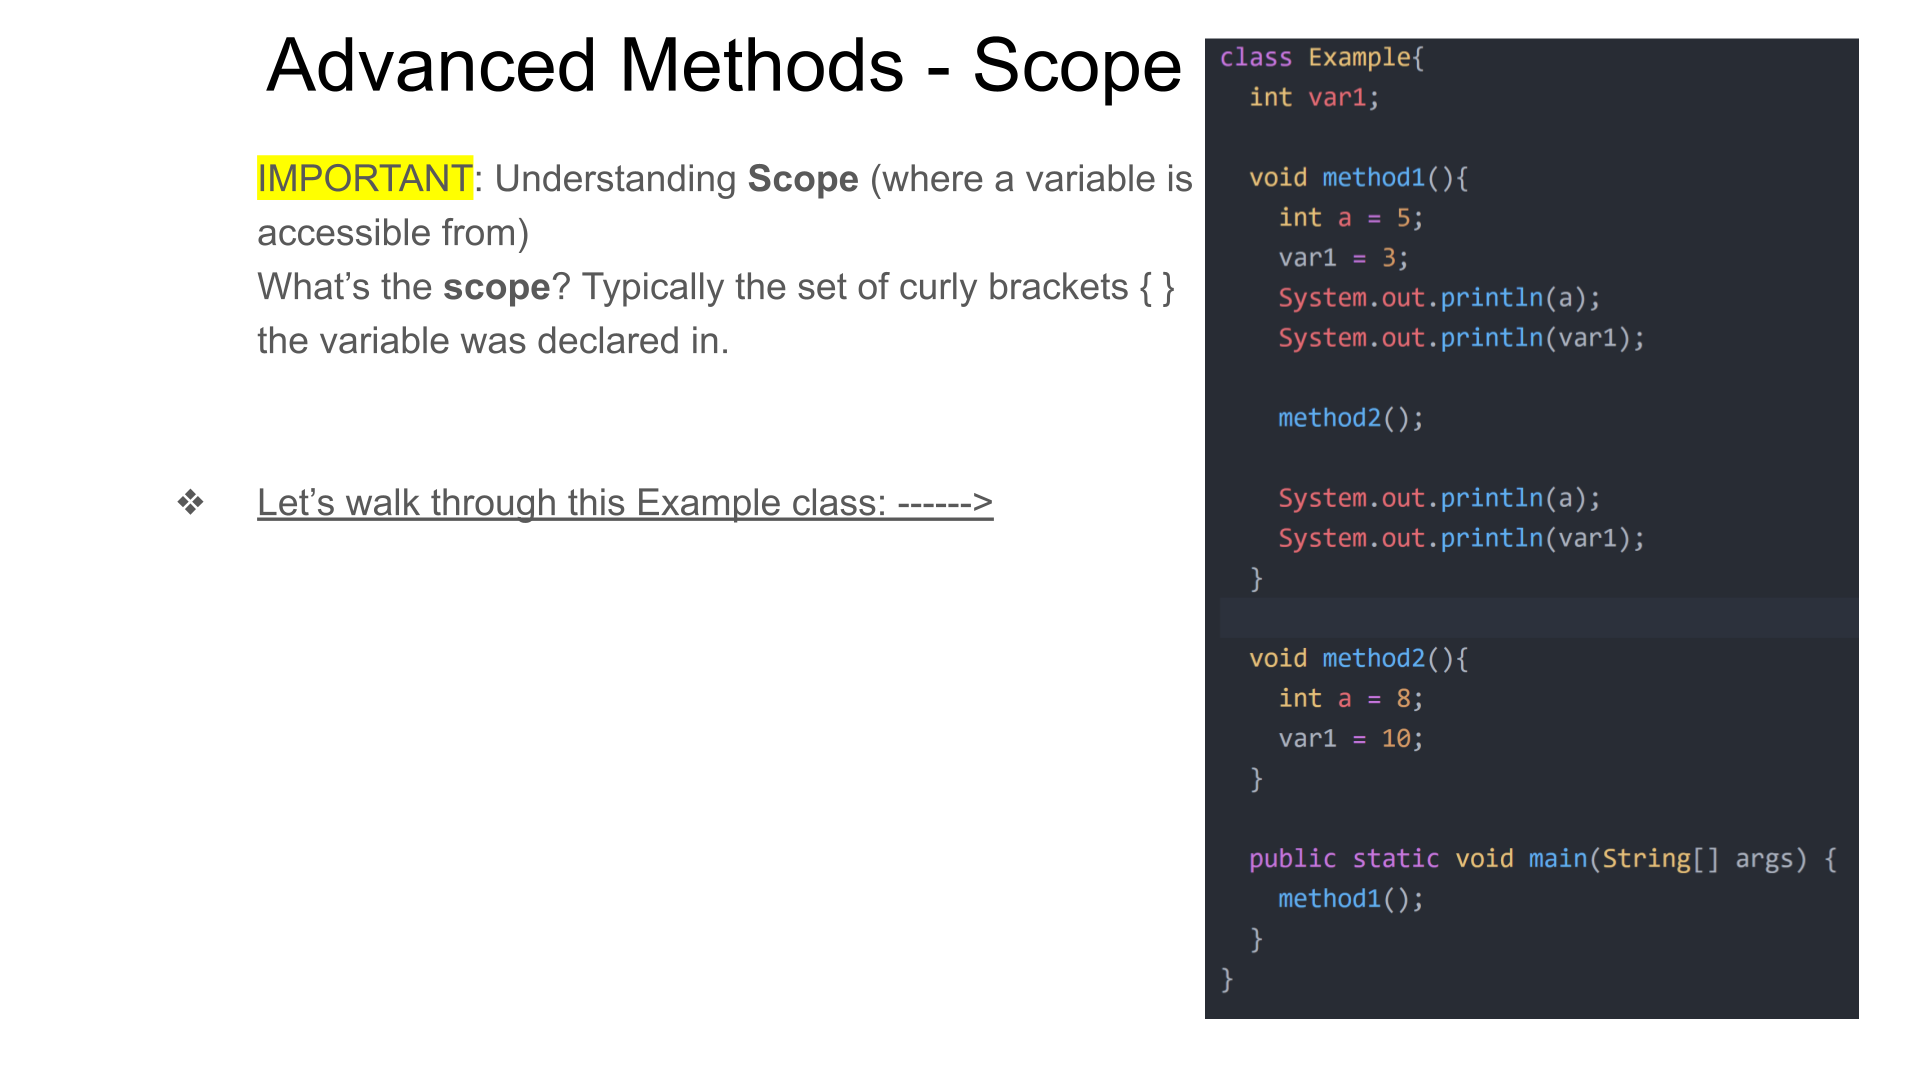 Advanced Methods - Scope
IMPORTANT: Understanding Scope (where a variable is
accessible from)
What’s the scope? Typically the set of curly brackets { }
the variable was declared in.
❖ Let’s walk through this Example class: ------>
class Example{
  int var1;

  void method1(){
    int a = 5;
    var1 = 3;
    System.out.println(a);
    System.out.println(var1);

    method2();

    System.out.println(a);
    System.out.println(var1);
  }

  void method2(){
    int a = 8;
    var1 = 10;
  }

  public static void main(String[] args) {
    method1();
  }
}